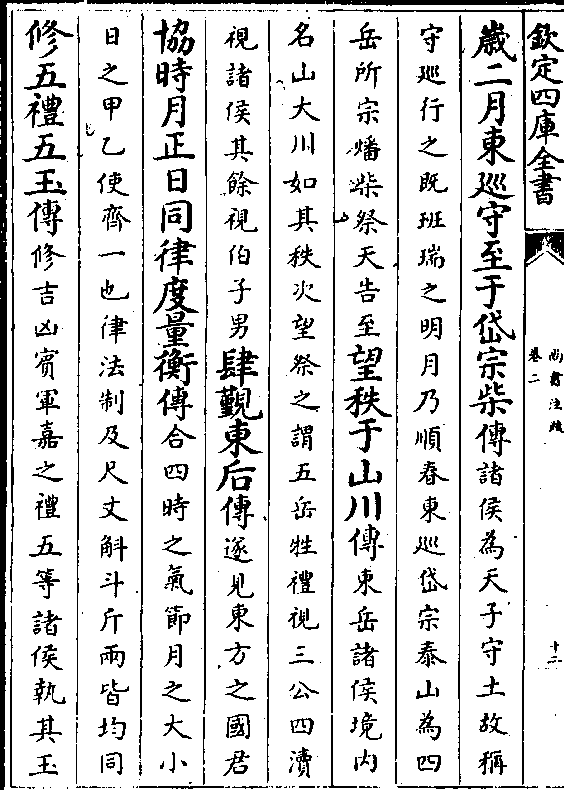 欽定四庫全書
尚書注疏
卷二
十三
歲二月東廵守至于岱宗柴傳諸侯為天子守土故稱
守廵行之既班瑞之明月乃順春東廵岱宗泰山為四
岳所宗燔柴祭天告至望秩于山川傳東岳諸侯境内
名山大川如其秩次望祭之謂五岳牲禮視三公四瀆
視諸侯其餘視伯子男肆覲東后傳遂見東方之國君
協時月正日同律度量衡傳合四時之氣節月之大小
日之甲乙使齊一也律法制及尺丈斛斗斤兩皆均同
修五禮五玉傳修吉凶賓軍嘉之禮五等諸侯執其玉